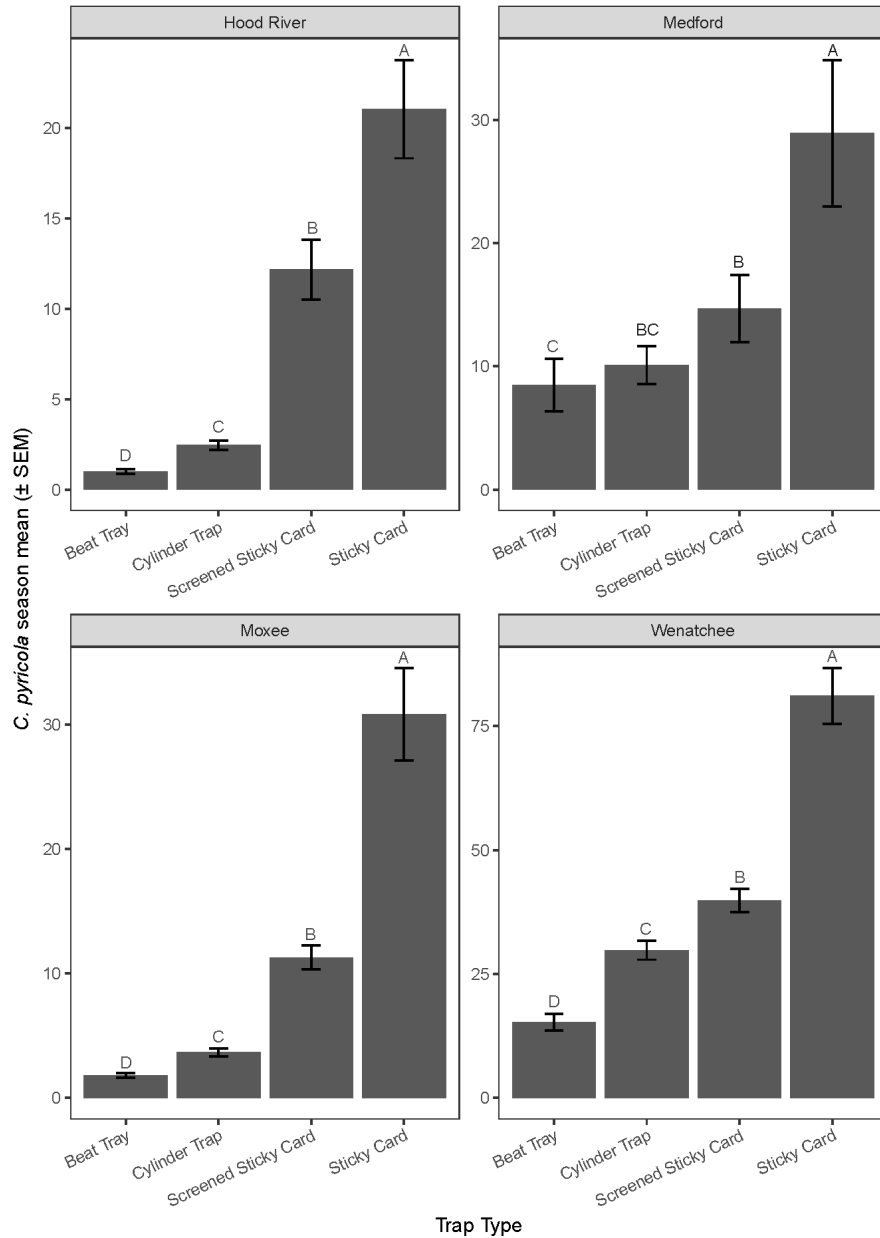 Hood River
Medford
C. pyricola season mean (± SEM)
20
15
10
5
0
A
B
C
D
Beat Tray
Cylinder Trap
Screened Sticky Card
Sticky Card
30
20
10
0
A
B
BC
C
Beat Tray
Cylinder Trap
Screened Sticky Card
Sticky Card
Moxee
Wenatchee
30
20
10
0
A
B
C
D
Beat Tray
Cylinder Trap
Screened Sticky Card
Sticky Card
75
50
25
0
A
B
C
D
Beat Tray
Cylinder Trap
Screened Sticky Card
Sticky Card
Trap Type